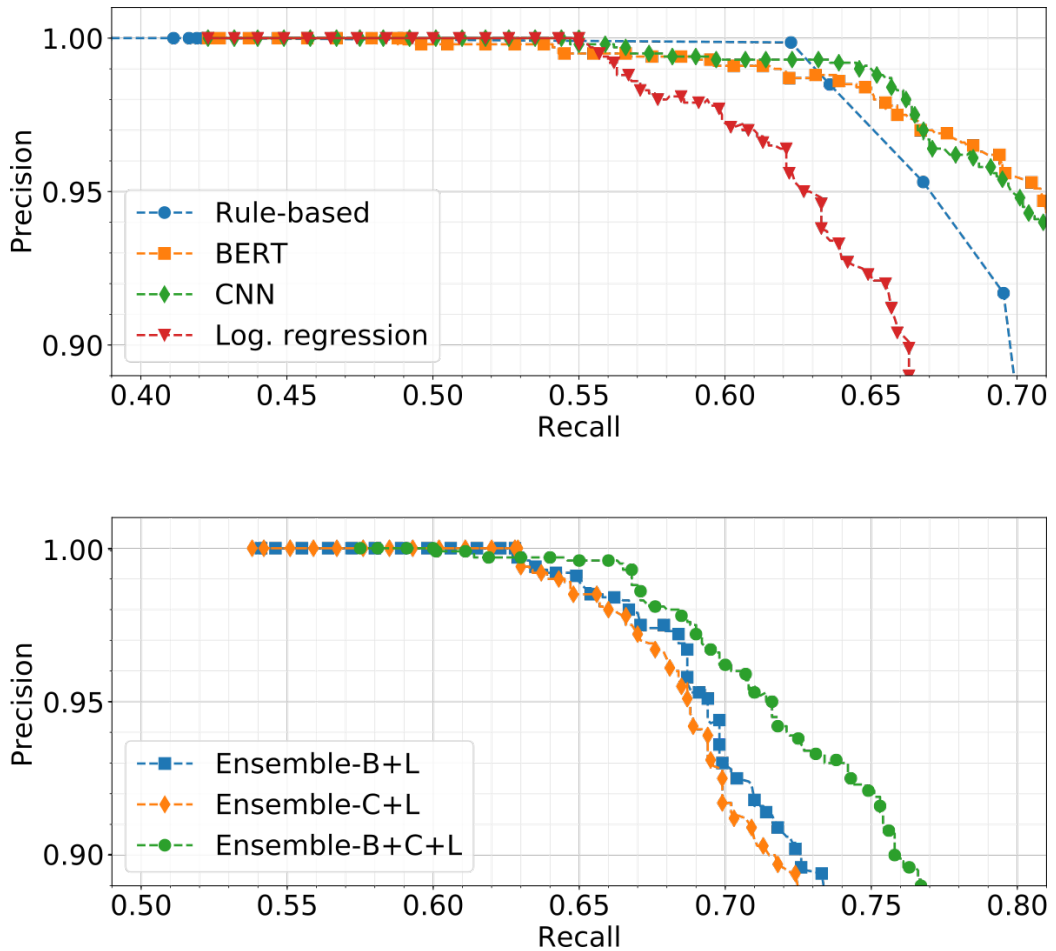 1.00
0.95
0.90
Precision
Rule-based
BERT
CNN
Log. regression
0.40 0.45 0.50 0.55 0.60 0.65 0.70
Recall
1.00
0.95
0.90
Precision
Ensemble-B+L
Ensemble-C+L
Ensemble-B+C+L
0.50 0.55 0.60 0.65 0.70 0.75 0.80
Recall